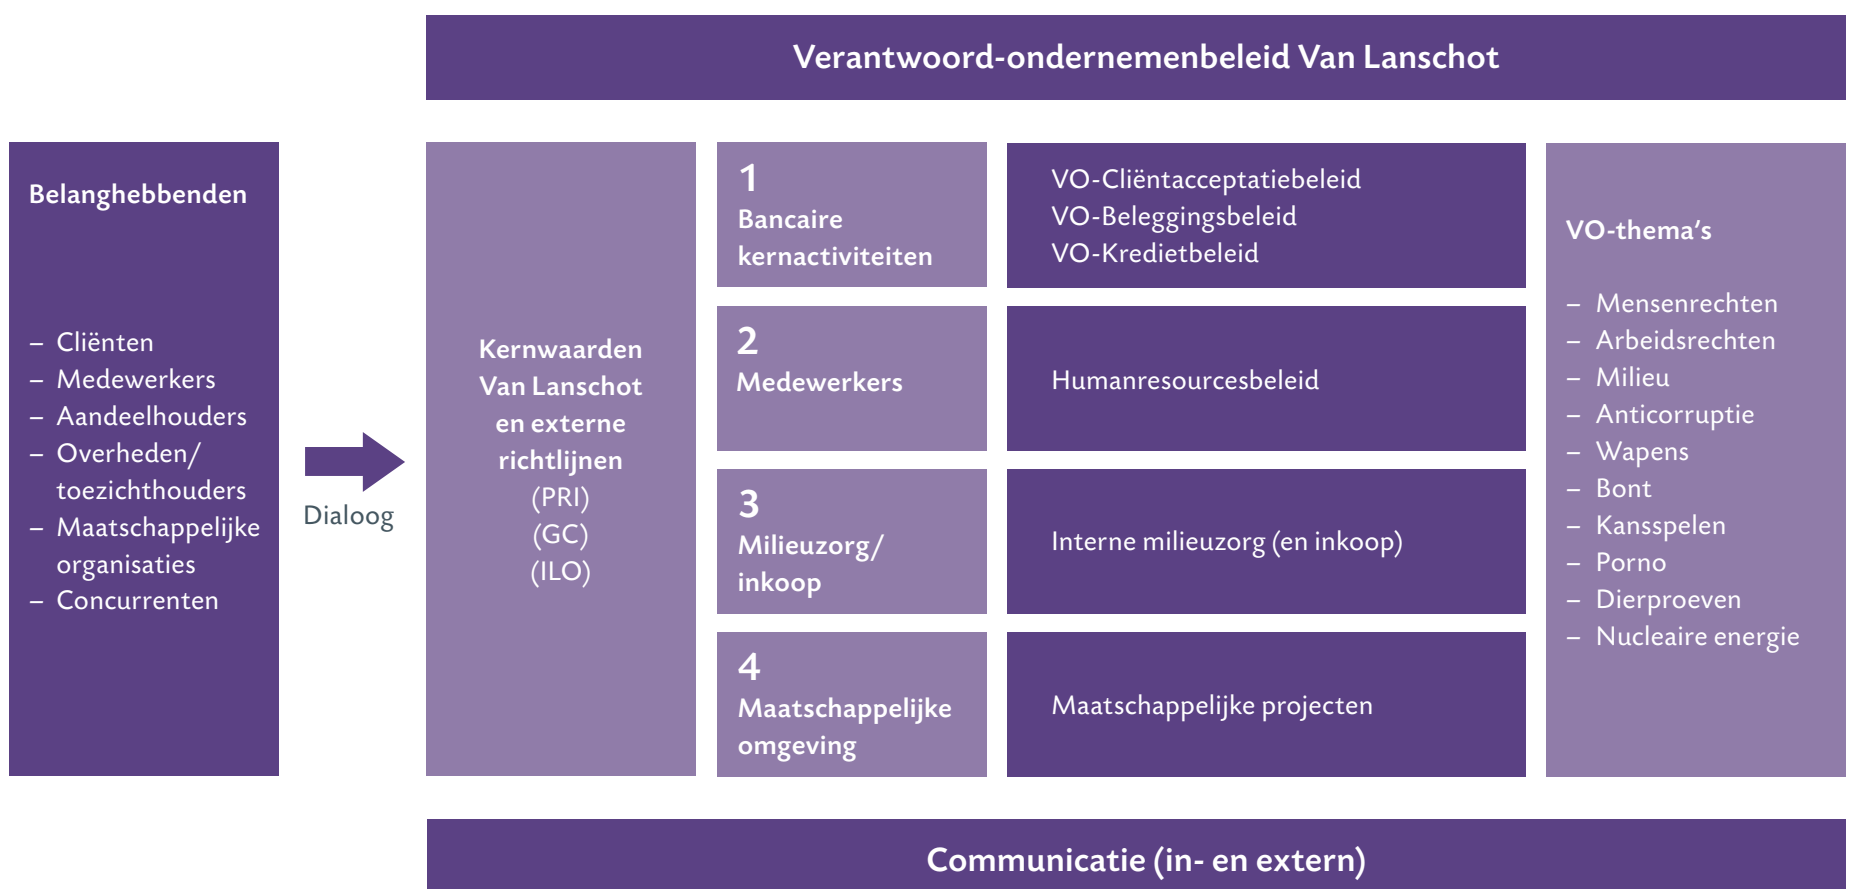 Verantwoord-ondernemenbeleid Van Lanschot
Belanghebbenden
– Cliënten
– Medewerkers
– Aandeelhouders
– Overheden/
toezichthouders
– Maatschappelijke
organisaties
– Concurrenten
Dialoog
Kernwaarden
Van Lanschot
en externe
richtlijnen
(PRI)
(GC)
(ILO)
1
Bancaire
kernactiviteiten
VO-Cliëntacceptatiebeleid
VO-Beleggingsbeleid
VO-Kredietbeleid
2
Medewerkers
Humanresourcesbeleid
3
Milieuzorg/
inkoop
Interne milieuzorg (en inkoop)
4
Maatschappelijke
omgeving
Maatschappelijke projecten
VO-thema’s
– Mensenrechten
– Arbeidsrechten
– Milieu
– Anticorruptie
– Wapens
– Bont
– Kansspelen
– Porno
– Dierproeven
– Nucleaire energie
Communicatie (in- en extern)